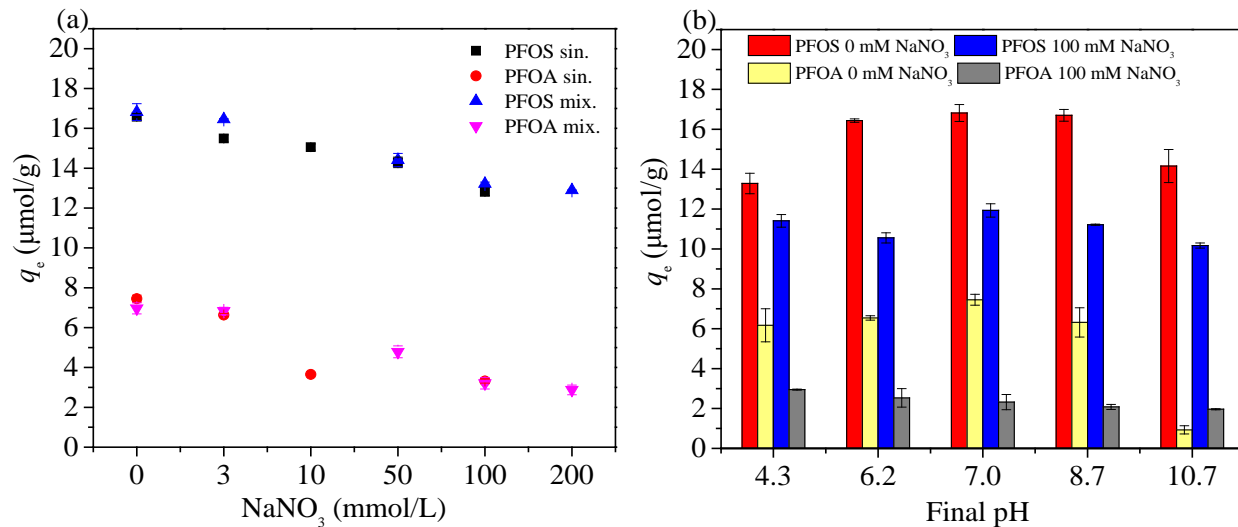 (a)
20
18
16
14
12
10
8
6
4
2
0
qₑ (μmol/g)
PFOS sin.
PFOA sin.
PFOS mix.
PFOA mix.
0 3 10 50 100 200
NaNO₃ (mmol/L)
(b)
20
18
16
14
12
10
8
6
4
2
0
qₑ (μmol/g)
PFOS 0 mM NaNO₃ PFOS 100 mM NaNO₃
PFOA 0 mM NaNO₃ PFOA 100 mM NaNO₃
4.3 6.2 7.0 8.7 10.7
Final pH